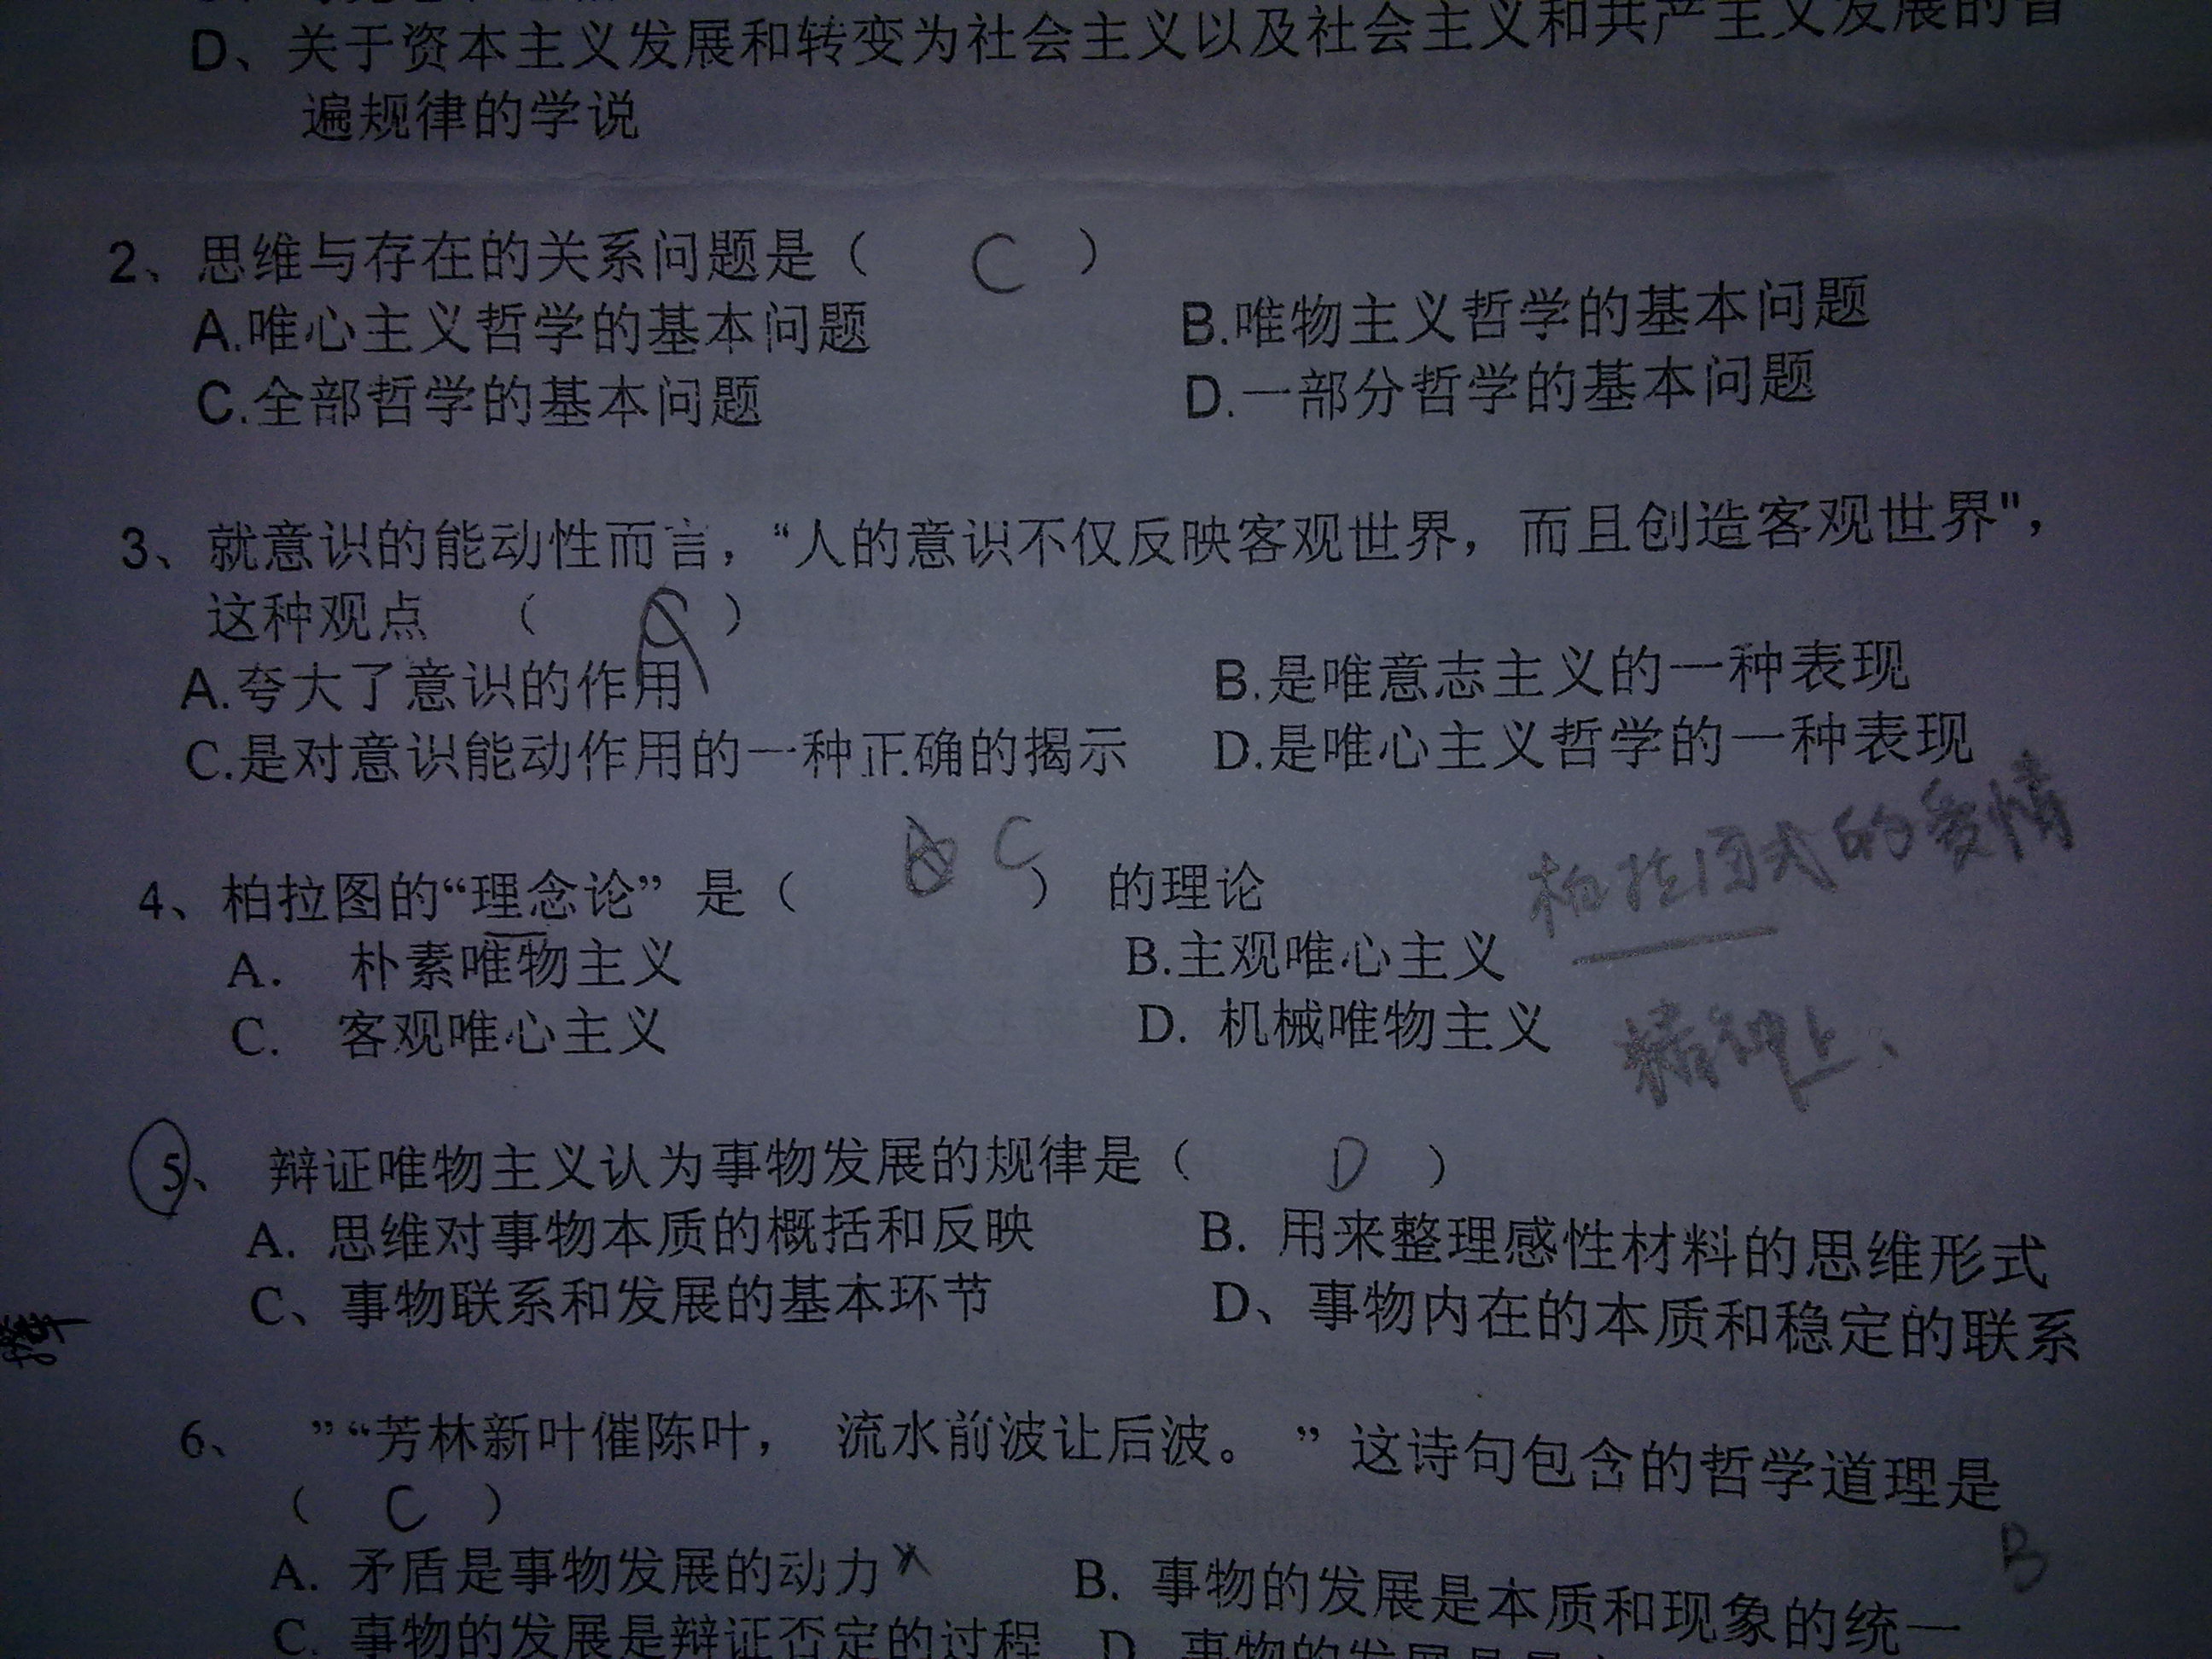 D、关于资本主义发展和转变为社会主义以及社会主义和共产主义发展的普
遍规律的学说
2、思维与存在的关系问题是（ C ）
A.唯心主义哲学的基本问题 B.唯物主义哲学的基本问题
C.全部哲学的基本问题 D.一部分哲学的基本问题
3、就意识的能动性而言，“人的意识不仅反映客观世界，而且创造客观世界"，
这种观点 （ C ）
A.夸大了意识的作用 B.是唯意志主义的一种表现
C.是对意识能动作用的一种正确的揭示 D.是唯心主义哲学的一种表现
柏拉图式的爱情
4、柏拉图的“理念论” 是（ C ） 的理论
A. 朴素唯物主义 B.主观唯心主义
C. 客观唯心主义 D. 机械唯物主义
精神上、
5、 辩证唯物主义认为事物发展的规律是（ D ）
A. 思维对事物本质的概括和反映 B. 用来整理感性材料的思维形式
C、事物联系和发展的基本环节 D、事物内在的本质和稳定的联系
6、 ”“芳林新叶催陈叶， 流水前波让后波。 ” 这诗句包含的哲学道理是
（ C ）
B
A. 矛盾是事物发展的动力 B. 事物的发展是本质和现象的统一
C. 事物的发展是辩证否定的过程 D. 事物的发展是